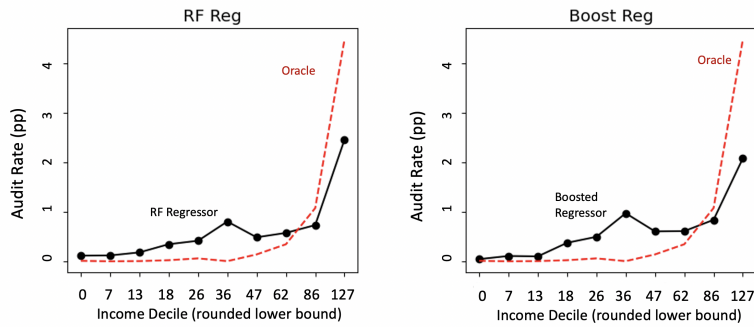 RF Reg
Audit Rate (pp)
4
3
2
1
0
Oracle
RF Regressor
0 7 13 18 26 36 47 62 86 127
Income Decile (rounded lower bound)
Boost Reg
Audit Rate (pp)
4
3
2
1
0
Oracle
Boosted
Regressor
0 7 13 18 26 36 47 62 86 127
Income Decile (rounded lower bound)